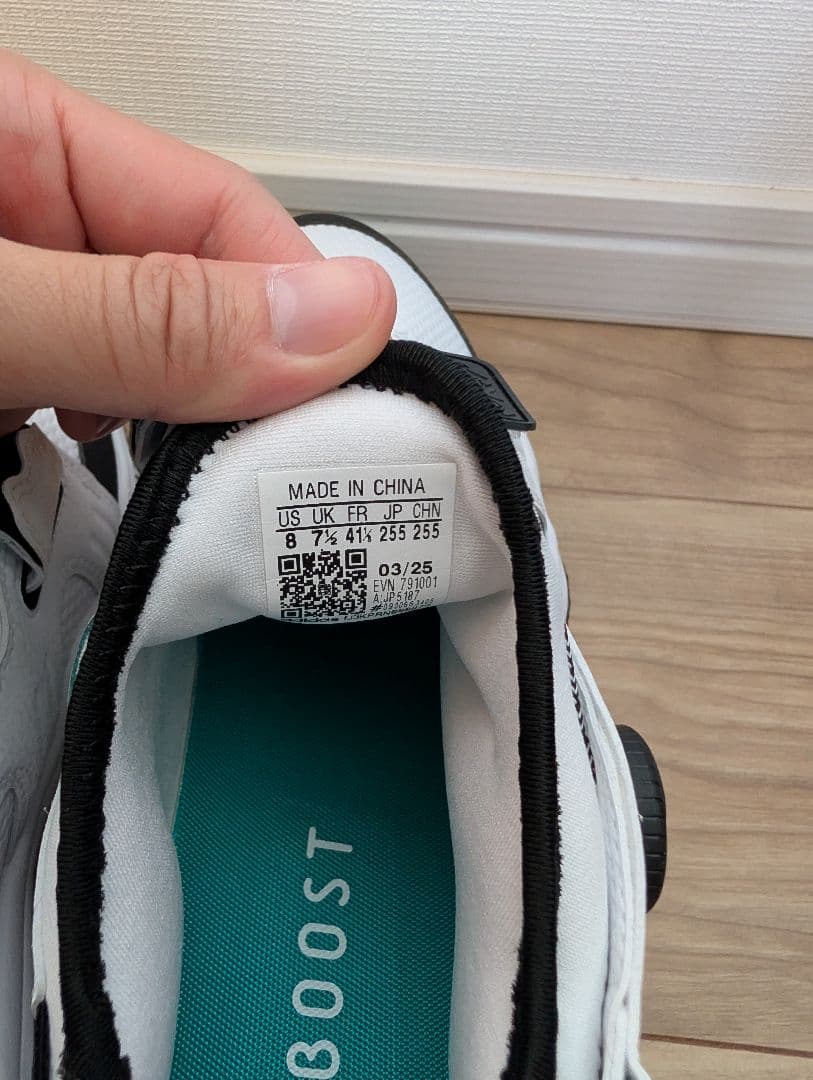 MADE IN CHINA
US UK FR JP CHN
8 7½ 41⅓ 255 255
03/25
EVN 791001
A:JP5187
BOOST